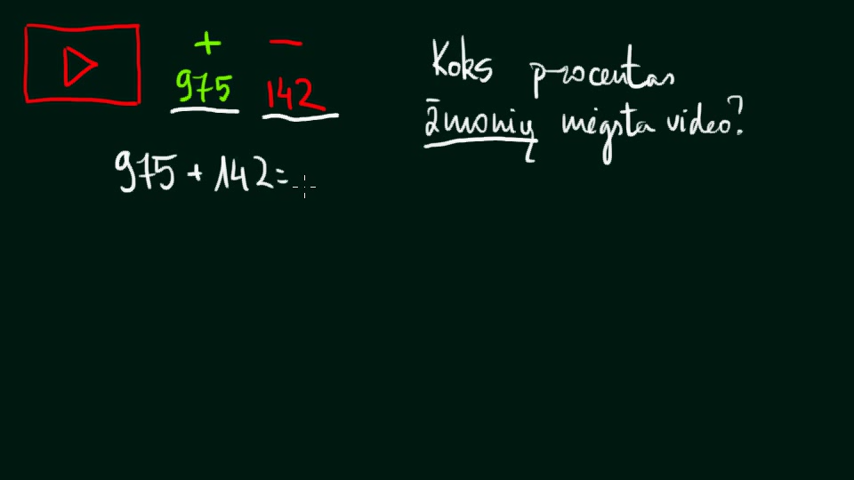 + −
975 142
Koks procentas
žmonių mėgsta video?
975 + 142 =